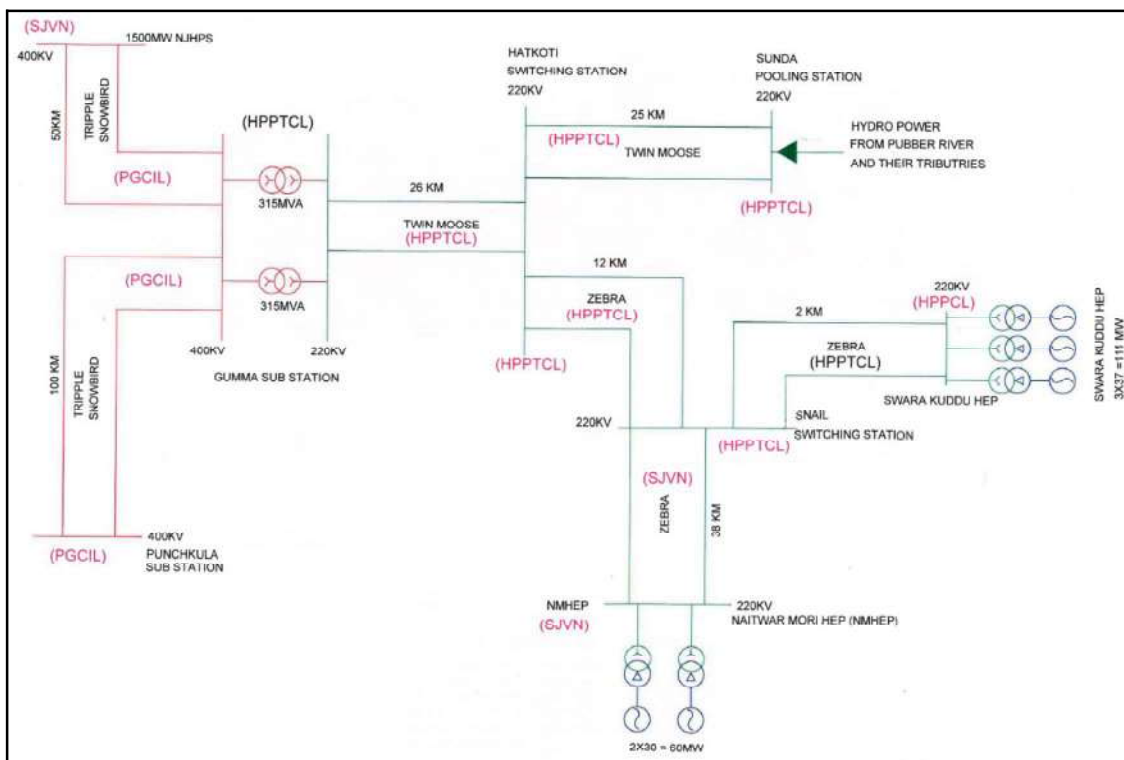 (SJVN)
1500MW NJHPS
400KV
50KM
TRIPPLE
SNOWBIRD
(PGCIL)
(HPPTCL)
315MVA
(PGCIL)
315MVA
400KV
220KV
GUMMA SUB STATION
100 KM
TRIPPLE
SNOWBIRD
400KV
(PGCIL)
PUNCHKULA
SUB STATION
26 KM
TWIN MOOSE
(HPPTCL)
HATKOTI
SWITCHING STATION
220KV
25 KM
(HPPTCL)
TWIN MOOSE
SUNDA
POOLING STATION
220KV
HYDRO POWER
FROM PUBBER RIVER
AND THEIR TRIBUTRIES
(HPPTCL)
12 KM
ZEBRA
(HPPTCL)
(HPPTCL)
2 KM
ZEBRA
(HPPTCL)
220KV
(HPPCL)
SWARA KUDDU HEP
SWARA KUDDU HEP
3X37 =111 MW
220KV
SNAIL
SWITCHING STATION
(HPPTCL)
(SJVN)
ZEBRA
38 KM
NMHEP
(SJVN)
220KV
NAITWAR MORI HEP (NMHEP)
2X30 = 60MW